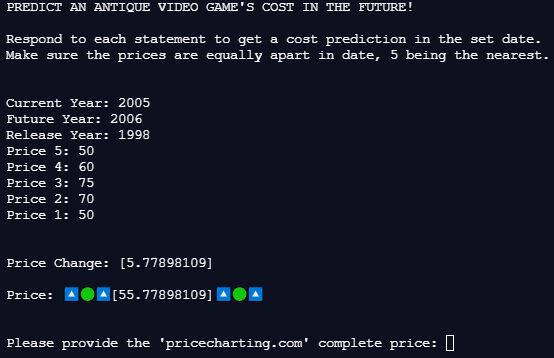 PREDICT AN ANTIQUE VIDEO GAME'S COST IN THE FUTURE!
Respond to each statement to get a cost prediction in the set date.
Make sure the prices are equally apart in date, 5 being the nearest.
Current Year: 2005
Future Year: 2006
Release Year: 1998
Price 5: 50
Price 4: 60
Price 3: 75
Price 2: 70
Price 1: 50
Price Change: [5.77898109]
Price: 🔼🟢🔼[55.77898109]🔼🟢🔼
Please provide the 'pricecharting.com' complete price: